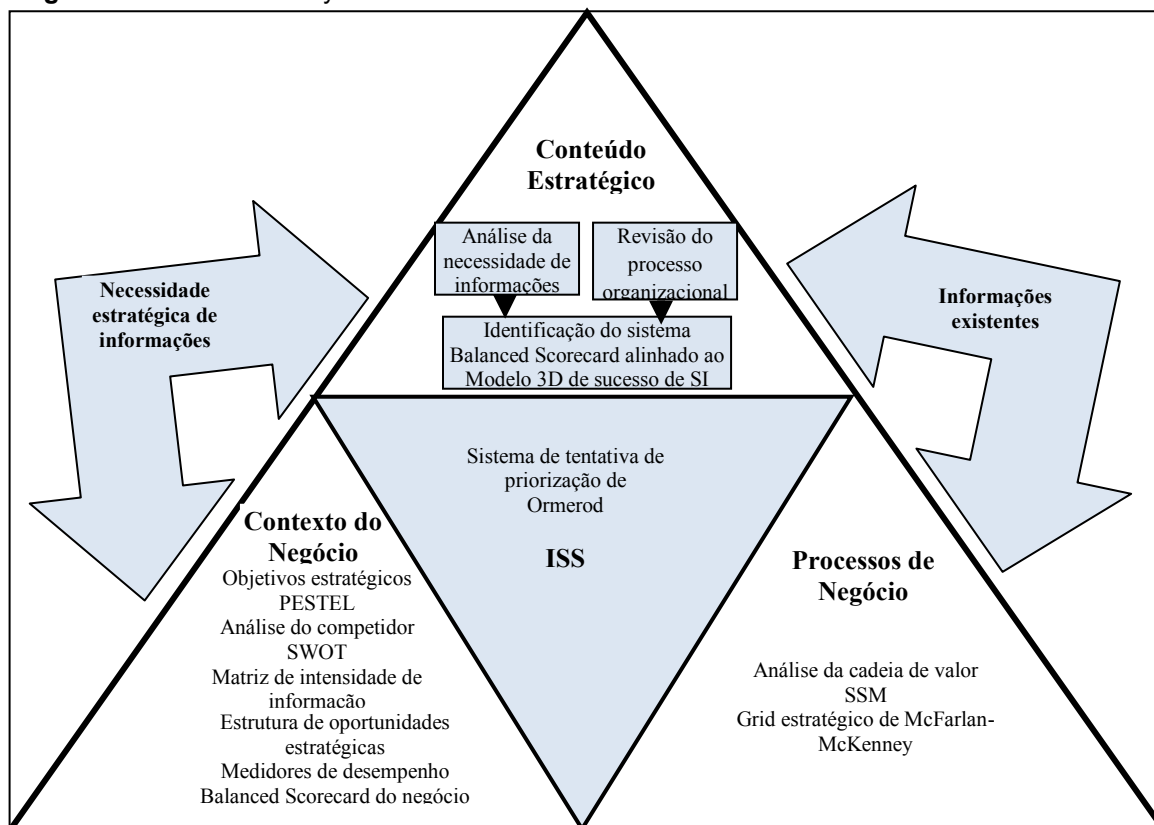 Conteúdo
Estratégico
Análise da
necessidade de
informações
Revisão do
processo
organizacional
Identificação do sistema
Balanced Scorecard alinhado ao
Modelo 3D de sucesso de SI
Necessidade
estratégica de
informações
Informações
existentes
Sistema de tentativa de
priorização de
Ormerod
ISS
Contexto do
Negócio
Objetivos estratégicos
PESTEL
Análise do competidor
SWOT
Matriz de intensidade de
informação
Estrutura de oportunidades
estratégicas
Medidores de desempenho
Balanced Scorecard do negócio
Processos de
Negócio
Análise da cadeia de valor
SSM
Grid estratégico de McFarlan-
McKenney